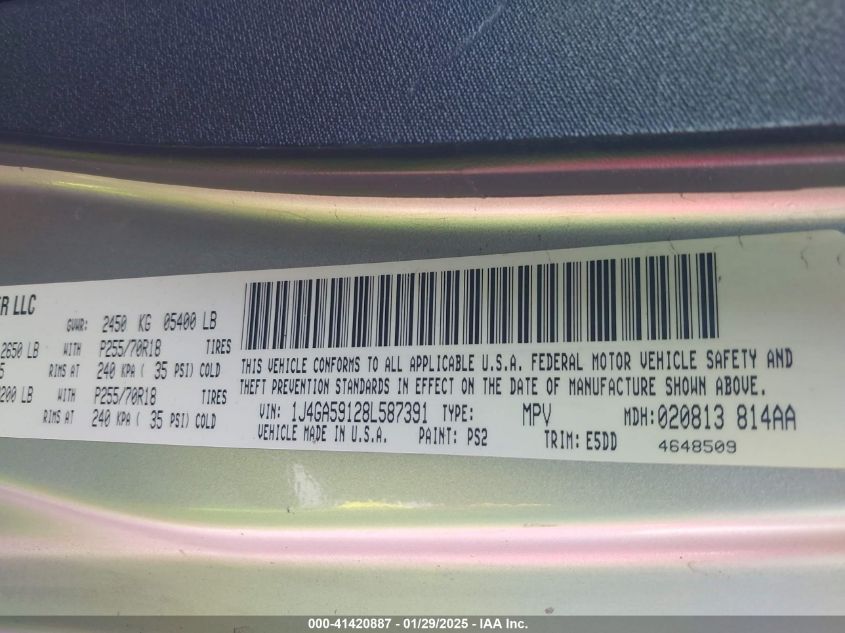 ER LLC
GVWR: 2450 KG 05400 LB
2650 LB WITH P255/70R18 TIRES
5 RIMS AT 240 KPA ( 35 PSI) COLD
200 LB WITH P255/70R18 TIRES
RIMS AT 240 KPA ( 35 PSI) COLD
THIS VEHICLE CONFORMS TO ALL APPLICABLE U.S.A. FEDERAL MOTOR VEHICLE SAFETY AND
THEFT PREVENTION STANDARDS IN EFFECT ON THE DATE OF MANUFACTURE SHOWN ABOVE.
VIN: 1J4GA59128L587391 TYPE: MPV MDH: 020813 814AA
VEHICLE MADE IN U.S.A. PAINT: PS2 TRIM: E5DD 4648509
000-41420887 - 01/29/2025 - IAA Inc.